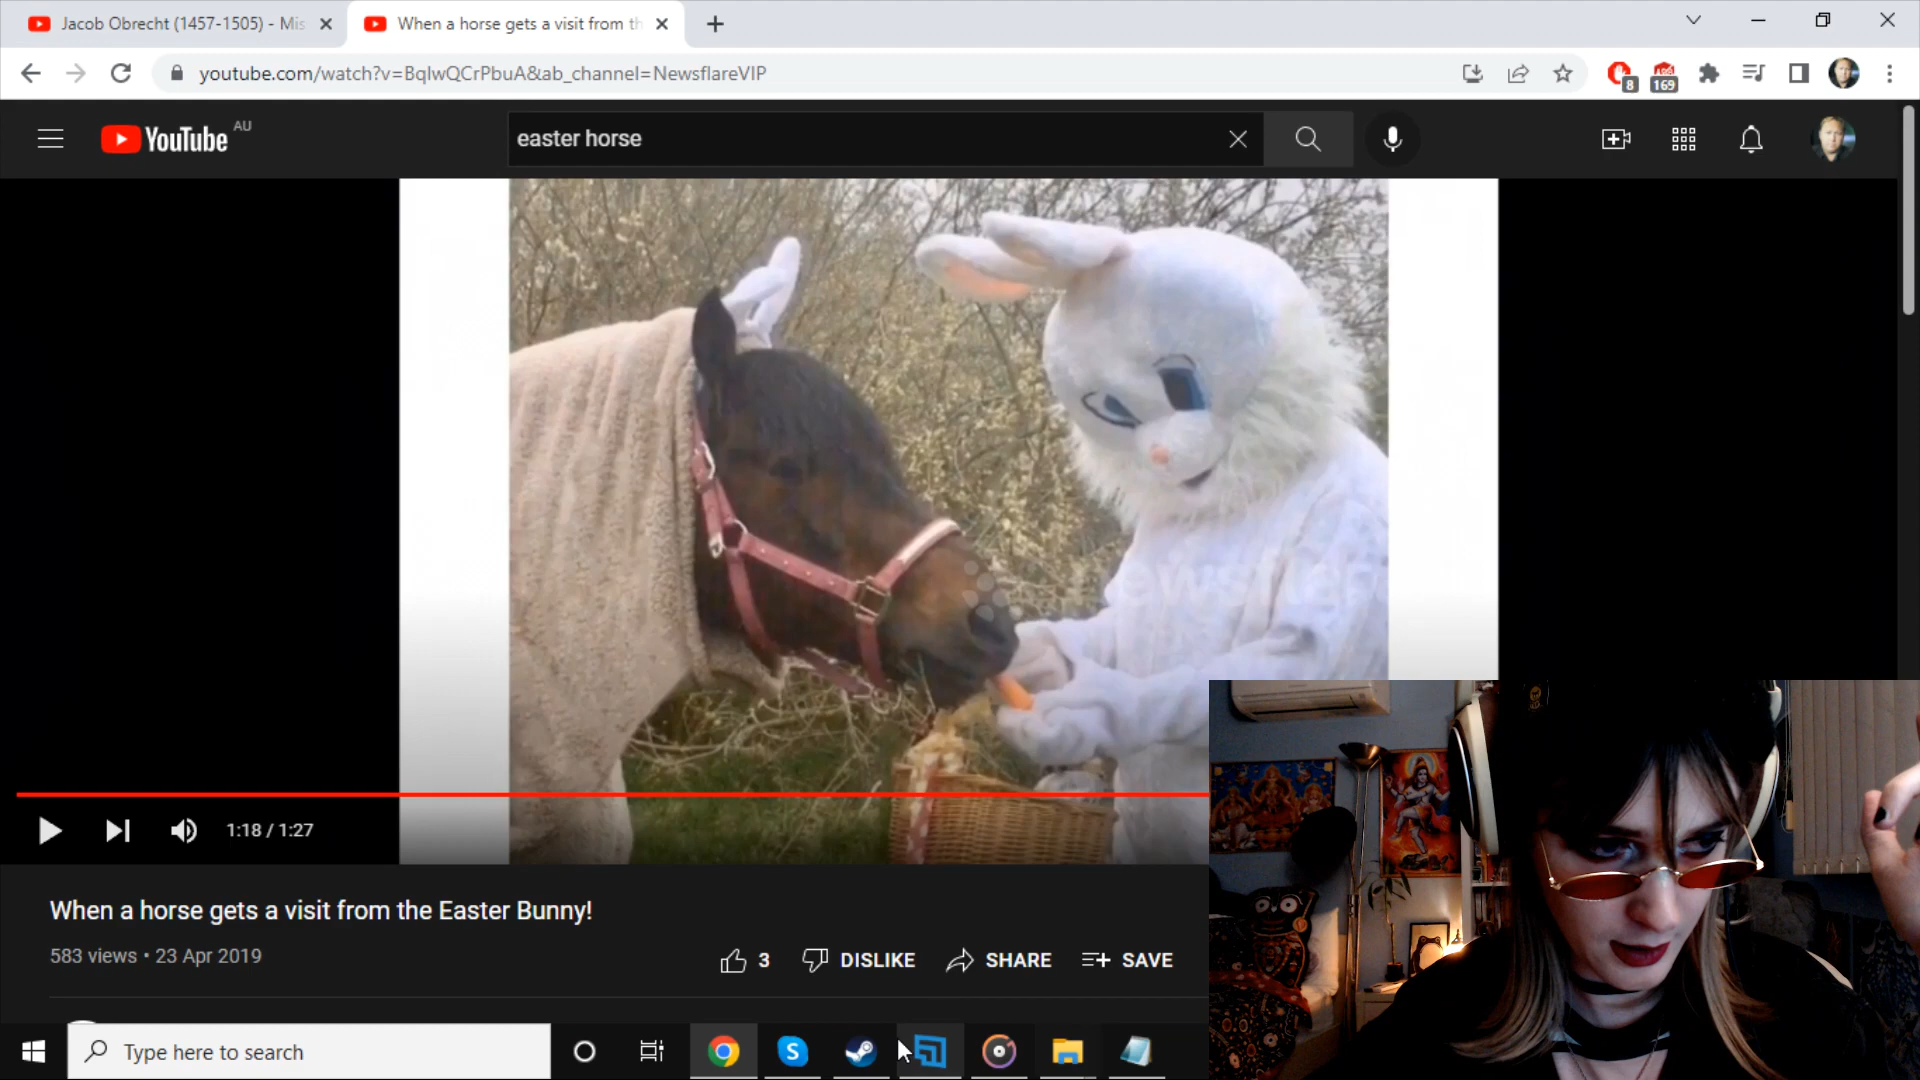 Jacob Obrecht (1457-1505) - Mis
When a horse gets a visit from th
youtube.com/watch?v=BqlwQCrPbuA&ab_channel=NewsflareVIP
8
169
YouTube AU
easter horse
newsflare
1:18 / 1:27
When a horse gets a visit from the Easter Bunny!
583 views • 23 Apr 2019
3 DISLIKE SHARE SAVE
Type here to search